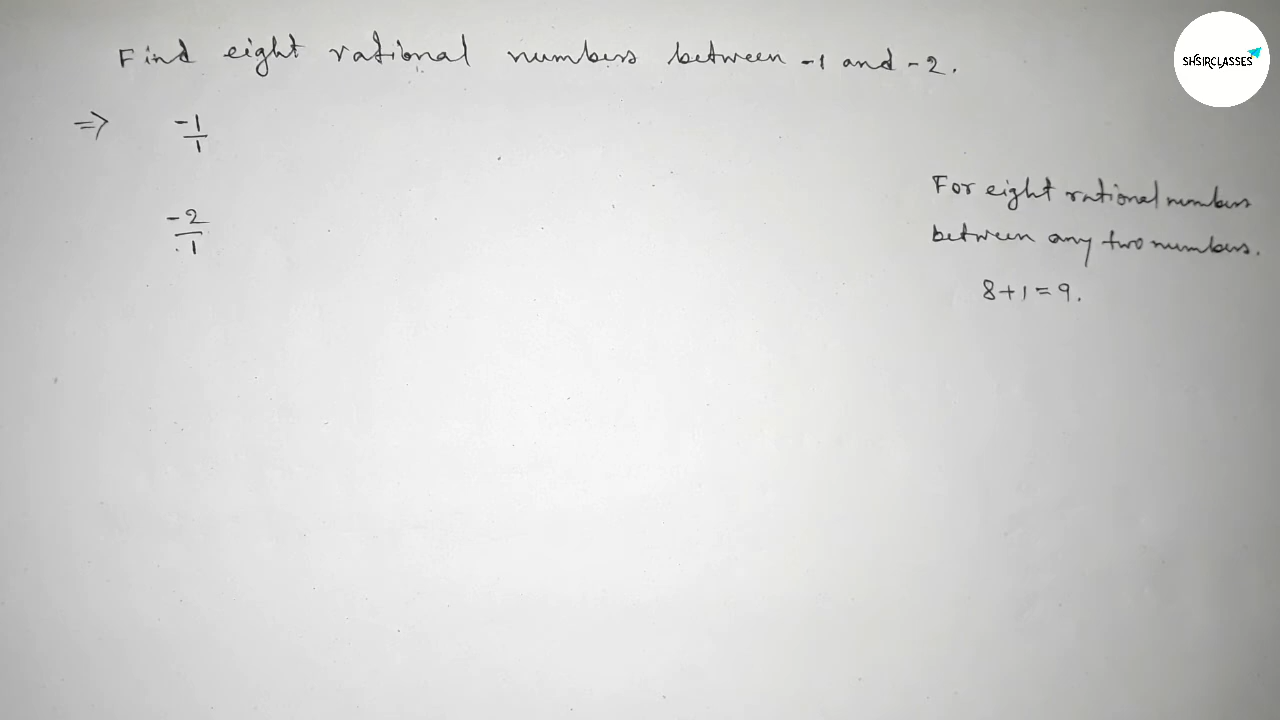 Find eight rational numbers between -1 and -2.
SHSIRCLASSES
⇒ -1/1
-2/1
For eight rational numbers
between any two numbers.
8+1=9.